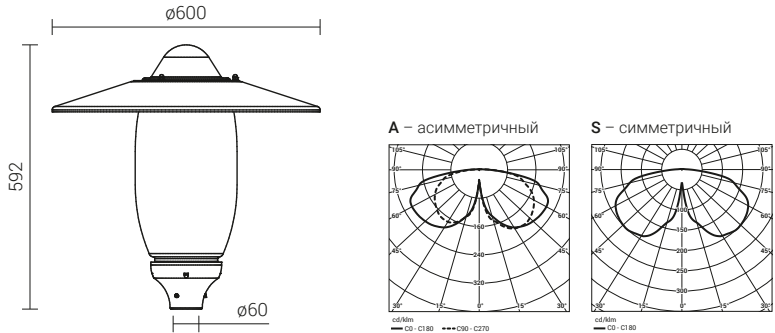 ø600
592
ø60
A – асимметричный
S – симметричный
105° 105°
90° 90°
75° 75°
60° 60°
45° 45°
30° 15° 0° 15° 30°
160
240
320
cd/klm
C0 - C180 C90 - C270
105° 105°
90° 90°
75° 75°
60° 60°
45° 45°
30° 15° 0° 15° 30°
100
150
200
250
300
cd/klm
C0 - C180